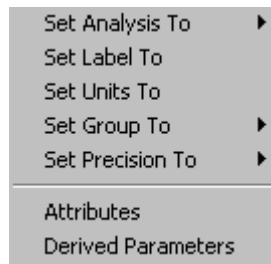 Set Analysis To
Set Label To
Set Units To
Set Group To
Set Precision To
Attributes
Derived Parameters